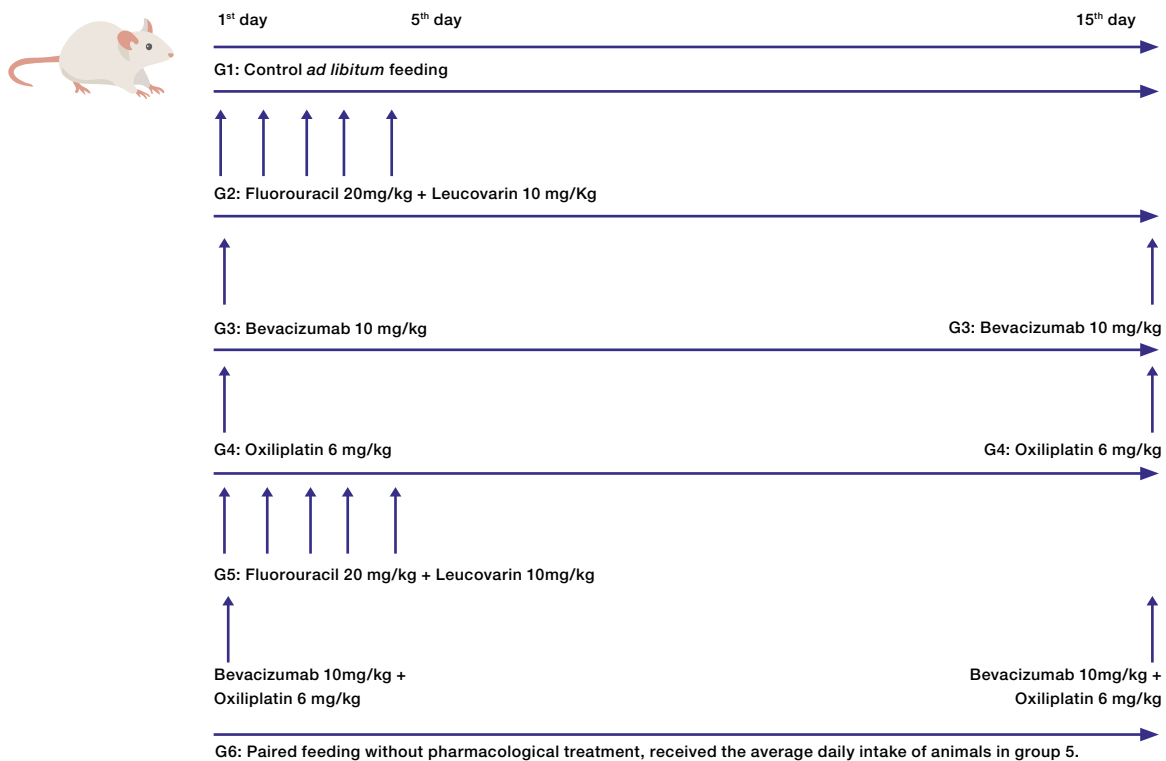 1st day 5th day 15th day
G1: Control ad libitum feeding
G2: Fluorouracil 20mg/kg + Leucovarin 10 mg/Kg
G3: Bevacizumab 10 mg/kg G3: Bevacizumab 10 mg/kg
G4: Oxiliplatin 6 mg/kg G4: Oxiliplatin 6 mg/kg
G5: Fluorouracil 20 mg/kg + Leucovarin 10mg/kg
Bevacizumab 10mg/kg + Bevacizumab 10mg/kg +
Oxiliplatin 6 mg/kg Oxiliplatin 6 mg/kg
G6: Paired feeding without pharmacological treatment, received the average daily intake of animals in group 5.